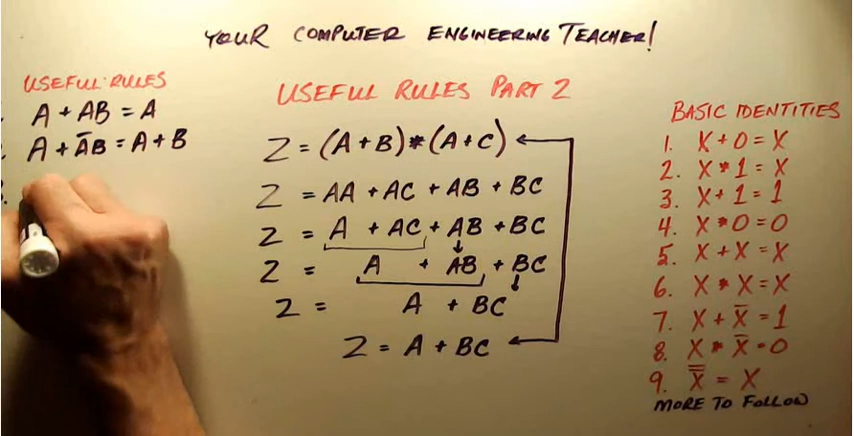 YOUR COMPUTER ENGINEERING TEACHER!
USEFUL RULES
A + AB = A
A + A̅B = A + B
USEFUL RULES PART 2
Z = (A + B) * (A + C)
Z = AA + AC + AB + BC
Z = A + AC + AB + BC
Z = A + AB + BC
Z = A + BC
Z = A + BC
BASIC IDENTITIES
1. X + 0 = X
2. X * 1 = X
3. X + 1 = 1
4. X * 0 = 0
5. X + X = X
6. X * X = X
7. X + X̅ = 1
8. X * X̅ = 0
9. X̿ = X
MORE TO FOLLOW